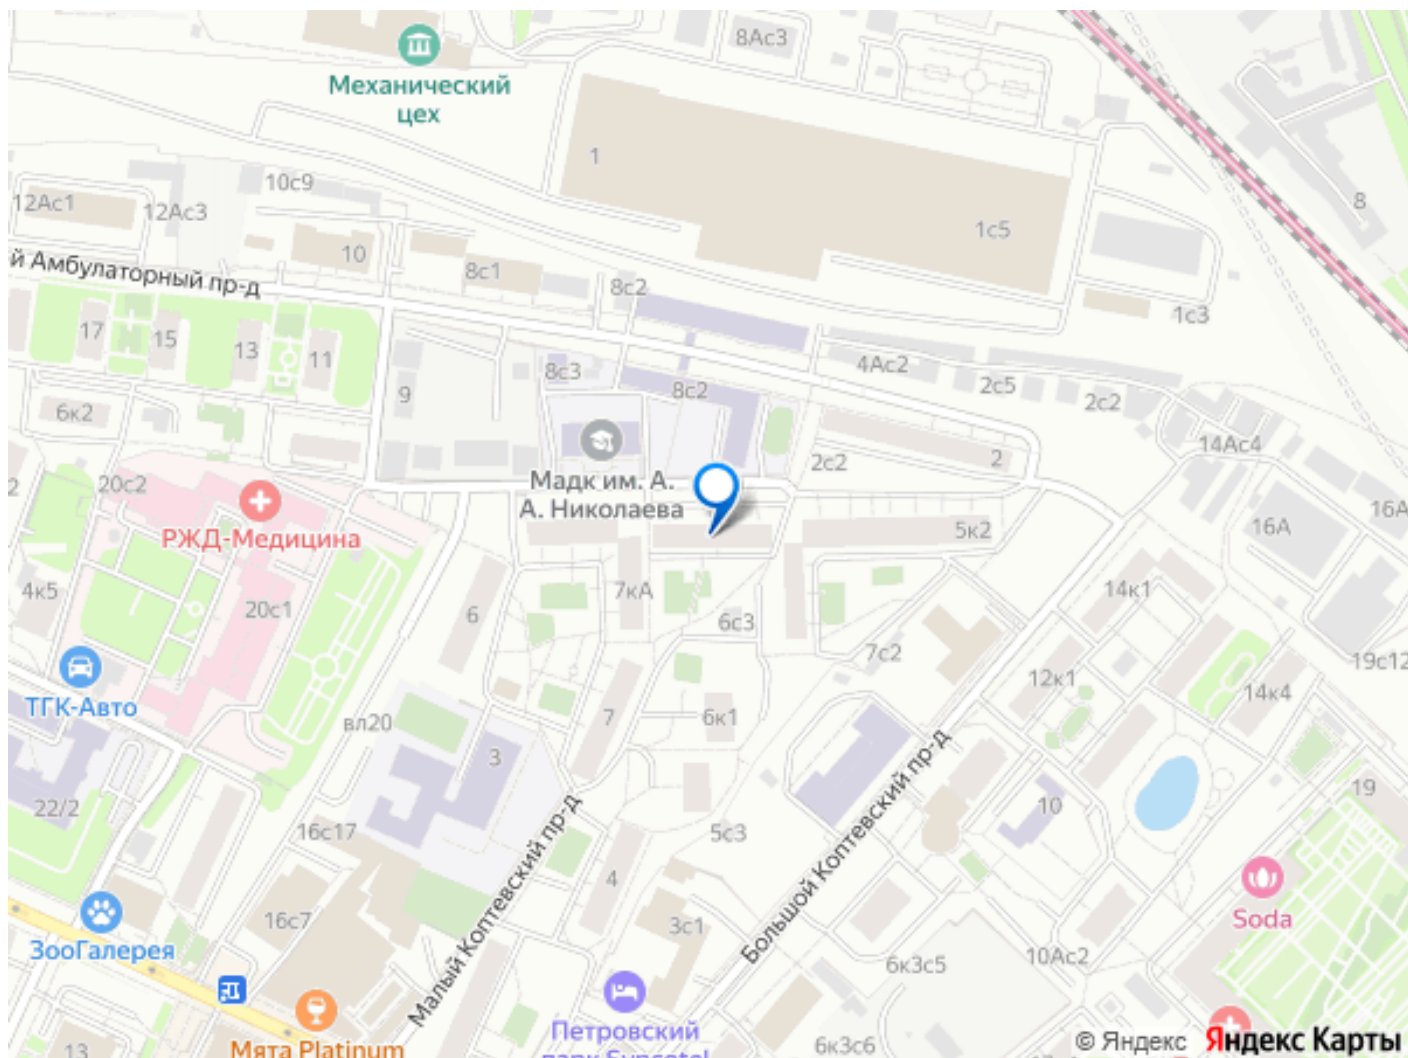 8Ас3
Механический
цех
1
10с9
12Ас1
12Ас3
8
1с5
10
й Амбулаторный пр-д
8с1
8с2
1с3
17
15
13
11
8с3
4Ас2
8с2
2с5
2с2
9
6к2
14Ас4
2с2
2
2
20с2
Мадк им. А.
А. Николаева
16А
16А
РЖД-Медицина
5к2
4к5
7кА
14к1
20с1
6
6с3
7с2
19с12
ТГК-Авто
12к1
14к4
вл20
7
6к1
3
22/2
10
19
16с17
5с3
Малый Коптевский пр-д
Большой Коптевский пр-д
4
Soda
16с7
3с1
ЗооГалерея
6к3с5
10Ас2
Петровский
парк Syncotel
Мята Platinum
13
6к3с6
© Яндекс
Яндекс Карты